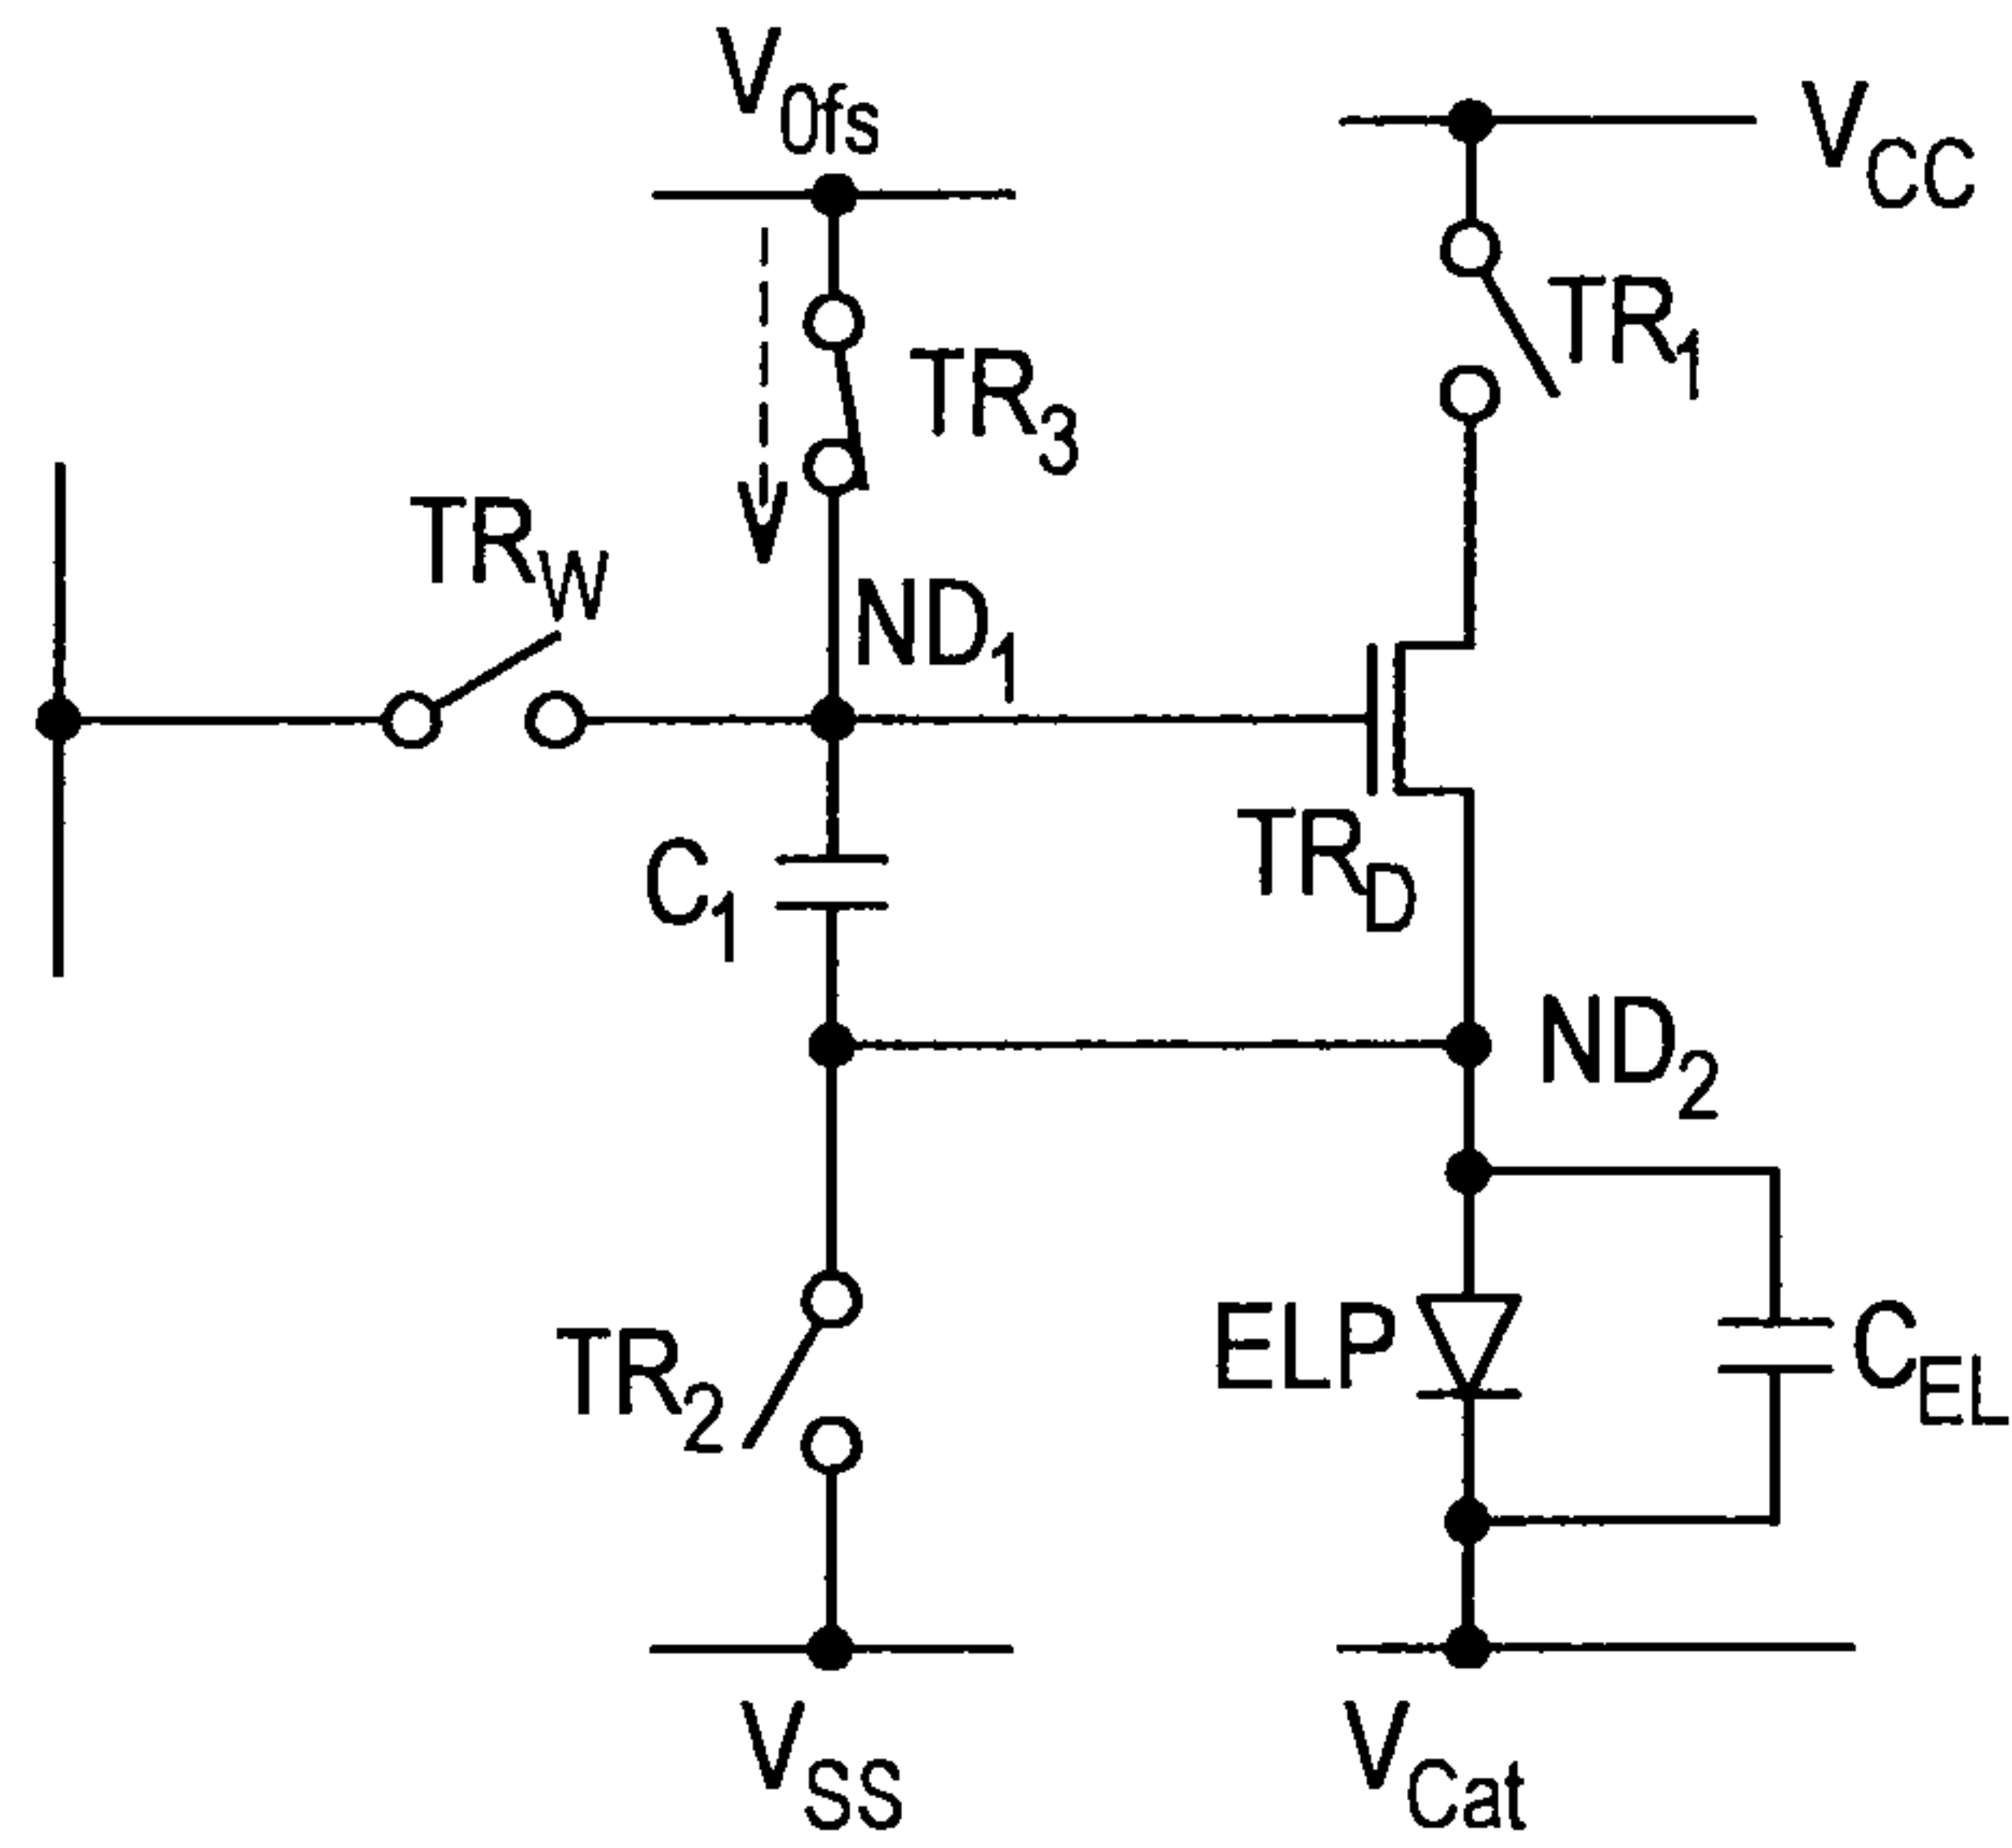 V0fs
VCC
TR1
TR3
TRW
ND1
TRD
C1
ND2
ELP
CEL
TR2
VSS
VCat